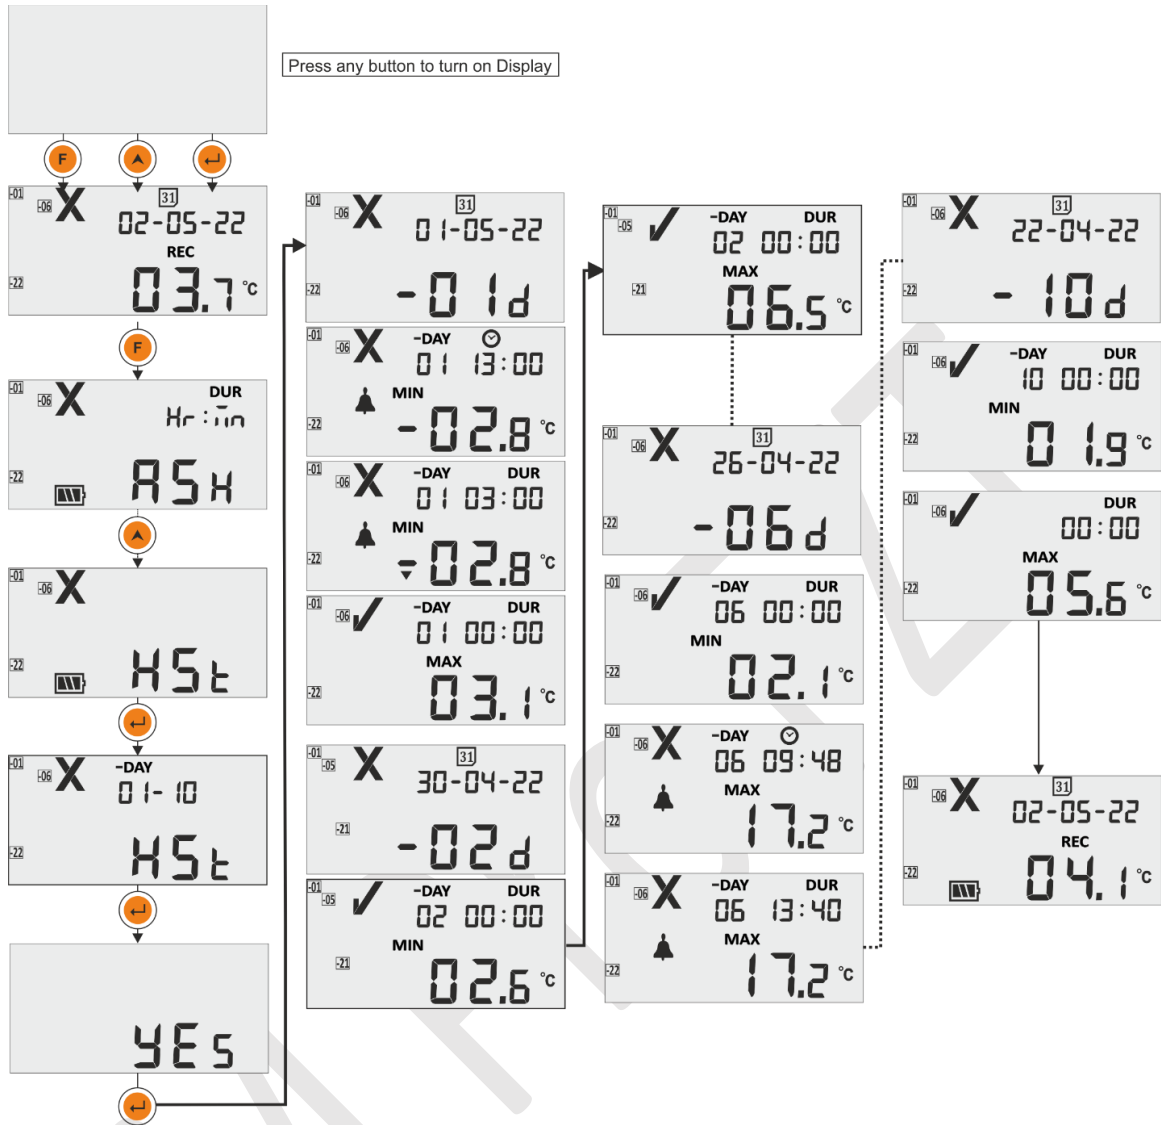 Press any button to turn on Display
F
-01
-06 X 31
02-05-22
REC
-22
03.7 °C
F
-01
-06 X DUR
Hr:mn
-22
ASK
-01
-06 X
-22
HSt
-01
-06 X -DAY
01-10
-22
HSt
YES
-01
-06 X 31
01-05-22
-22
-01d
-01
-06 X -DAY
01 13:00
MIN
-22
-02.8 °C
-01
-06 X -DAY DUR
01 03:00
MIN
-22
-02.8 °C
-01
-06 -DAY DUR
01 00:00
MAX
-22
03.1 °C
-01
-05 X 31
30-04-22
-21
-02d
-01
-05 -DAY DUR
02 00:00
MIN
-21
02.6 °C
-01
-05 -DAY DUR
02 00:00
MAX
-21
06.5 °C
-01
-06 X 31
26-04-22
-22
-06d
-01
-06 -DAY DUR
06 00:00
MIN
-22
02.1 °C
-01
-06 X -DAY
06 09:48
MAX
-22
17.2 °C
-01
-06 X -DAY DUR
06 13:40
MAX
-22
17.2 °C
-01
-06 X 31
22-04-22
-22
-10d
-01
-06 -DAY DUR
10 00:00
MIN
-22
01.9 °C
-01
-06 DUR
00:00
MAX
-22
05.6 °C
-01
-06 X 31
02-05-22
REC
-22
04.1 °C